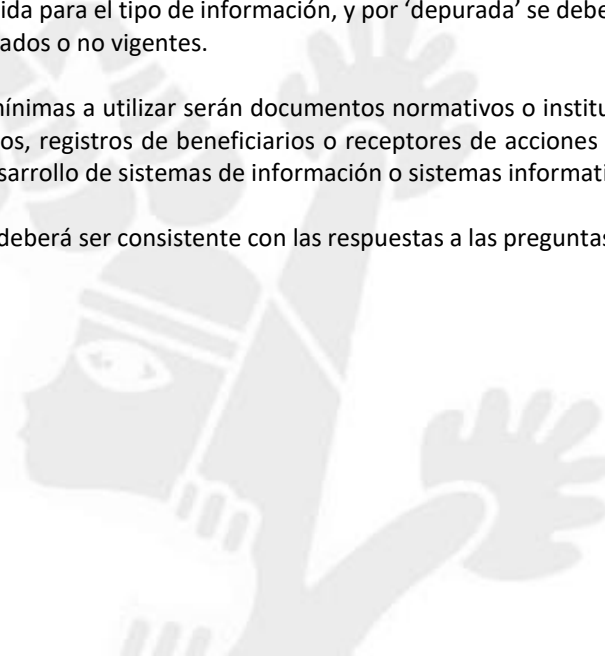 ida para el tipo de información, y por ‘depurada’ se debe
ados o no vigentes.
mínimas a utilizar serán documentos normativos o institu
os, registros de beneficiarios o receptores de acciones
sarrollo de sistemas de información o sistemas informati
deberá ser consistente con las respuestas a las preguntas